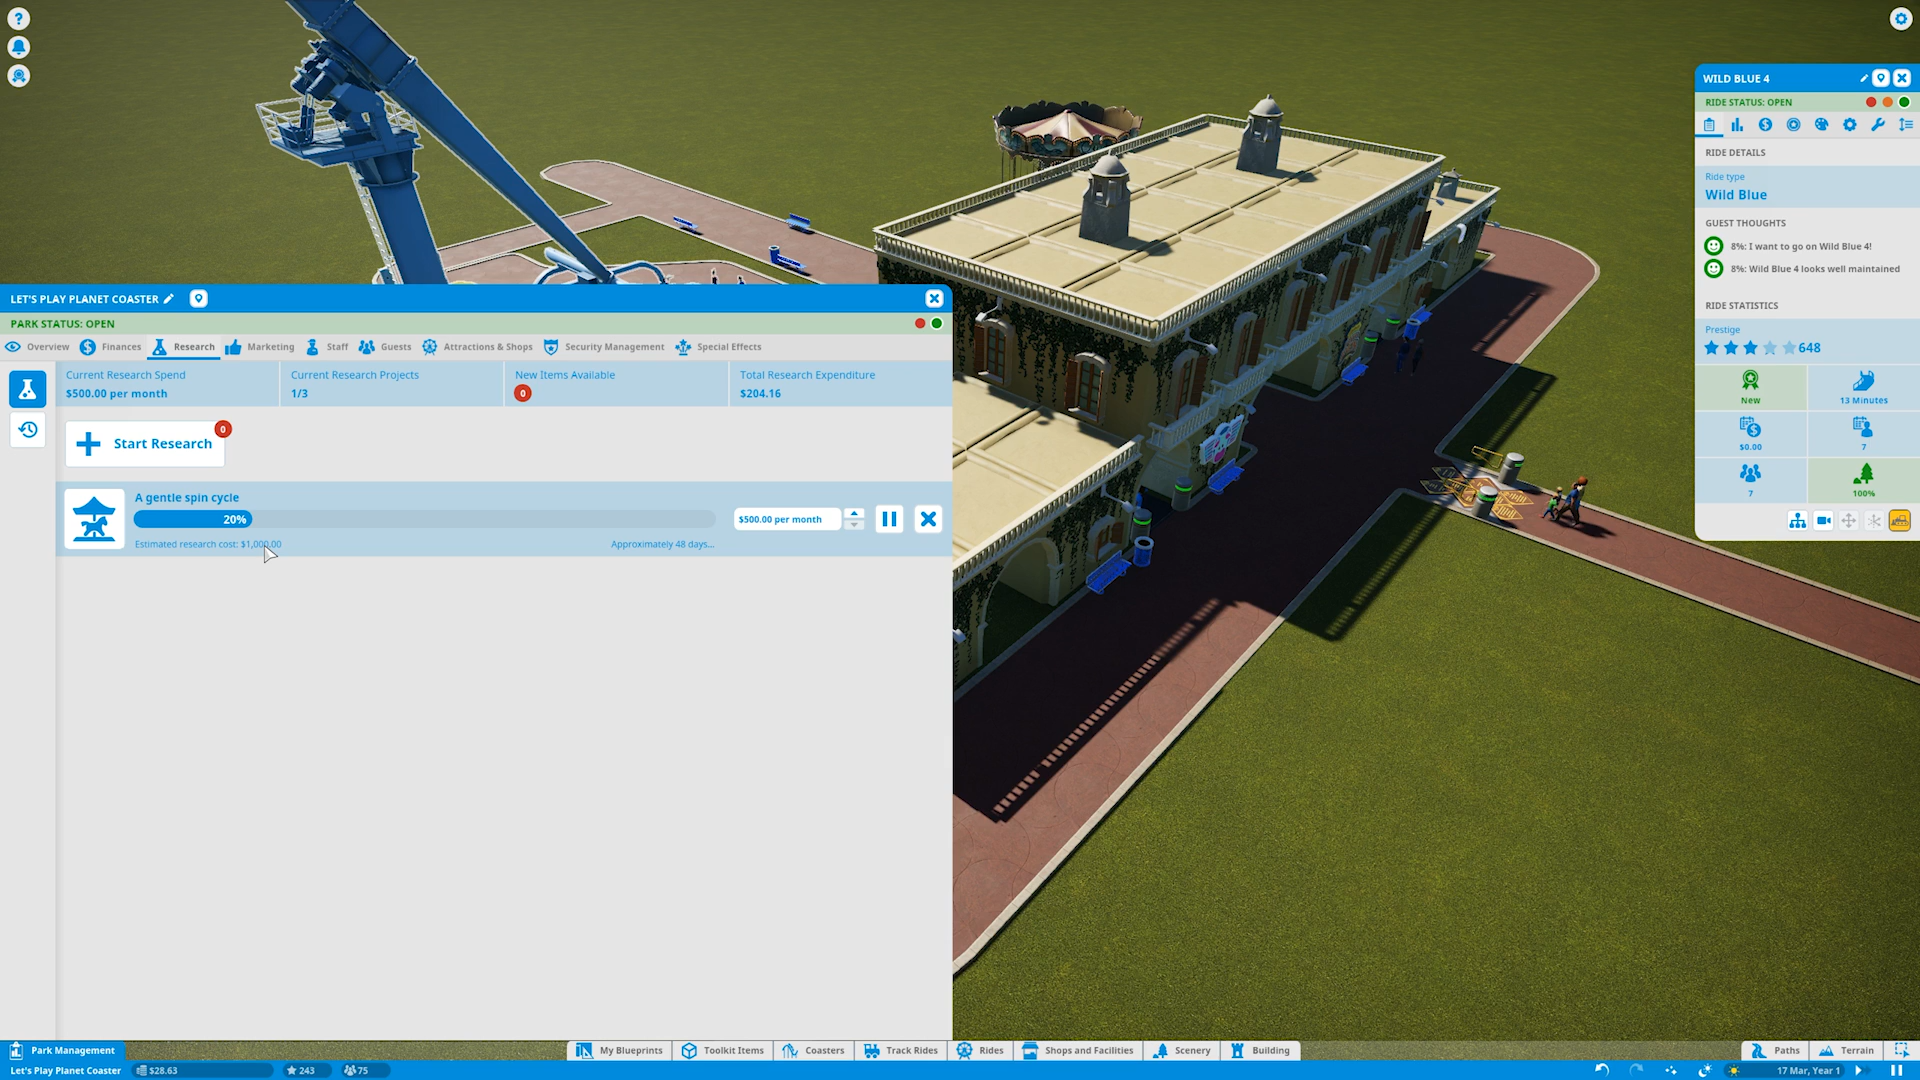 LET'S PLAY PLANET COASTER
PARK STATUS: OPEN
Overview Finances Research Marketing Staff Guests Attractions & Shops Security Management Special Effects
Current Research Spend
$500.00 per month
Current Research Projects
1/3
New Items Available
0
Total Research Expenditure
$204.16
Start Research
0
A gentle spin cycle
20%
$500.00 per month
Estimated research cost: $1,000.00
Approximately 48 days...
WILD BLUE 4
RIDE STATUS: OPEN
RIDE DETAILS
Ride type
Wild Blue
GUEST THOUGHTS
8%: I want to go on Wild Blue 4!
8%: Wild Blue 4 looks well maintained
RIDE STATISTICS
Prestige
648
New
13 Minutes
$0.00
7
7
100%
Park Management
My Blueprints Toolkit Items Coasters Track Rides Rides Shops and Facilities Scenery Building
Paths Terrain
Let's Play Planet Coaster $28.63 243 75
17 Mar, Year 1